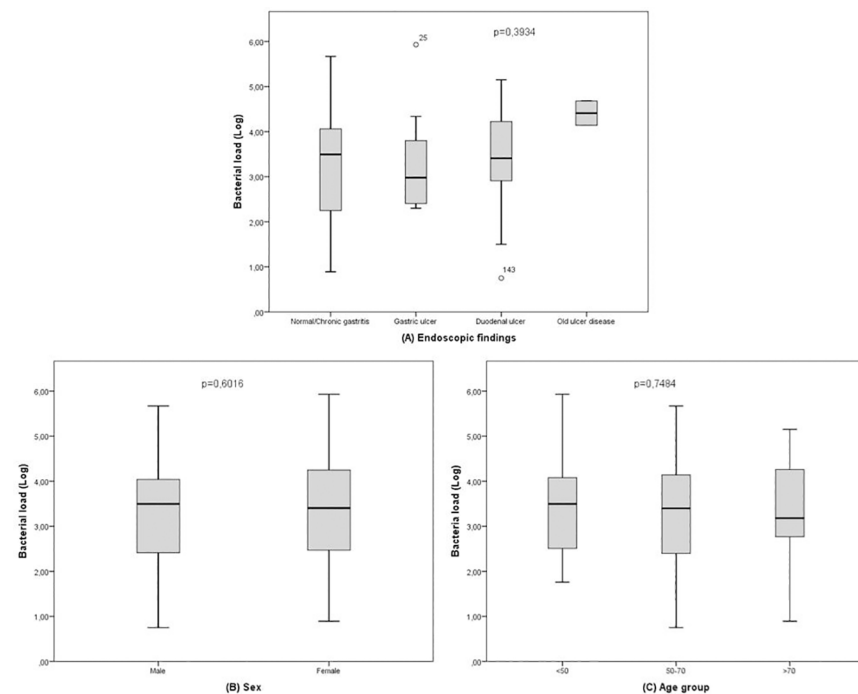 p=0,3934
Bacterial load (Log)
6,00
5,00
4,00
3,00
2,00
1,00
,00
25
143
Normal/Chronic gastritis
Gastric ulcer
Duodenal ulcer
Old ulcer disease
(A) Endoscopic findings
p=0,6016
Bacterial load (Log)
6,00
5,00
4,00
3,00
2,00
1,00
,00
Male
Female
(B) Sex
p=0,7484
Bacteria load (Log)
6,00
5,00
4,00
3,00
2,00
1,00
,00
<50
50-70
>70
(C) Age group